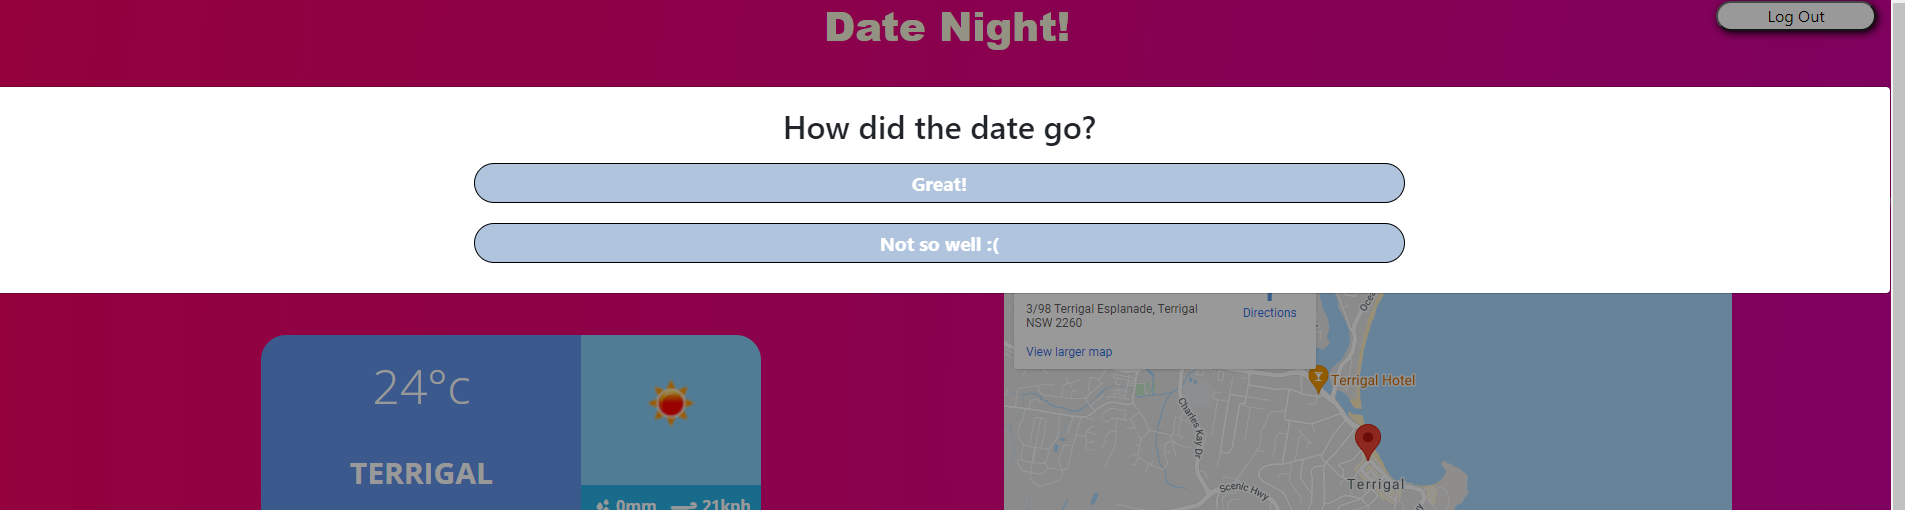 Date Night!
Log Out
How did the date go?
Great!
Not so well :(
3/98 Terrigal Esplanade, Terrigal
NSW 2260
Directions
View larger map
24°c
TERRIGAL
0mm
21kph
Terrigal Hotel
Charles Kay Dr
Scenic Hwy
Terrigal